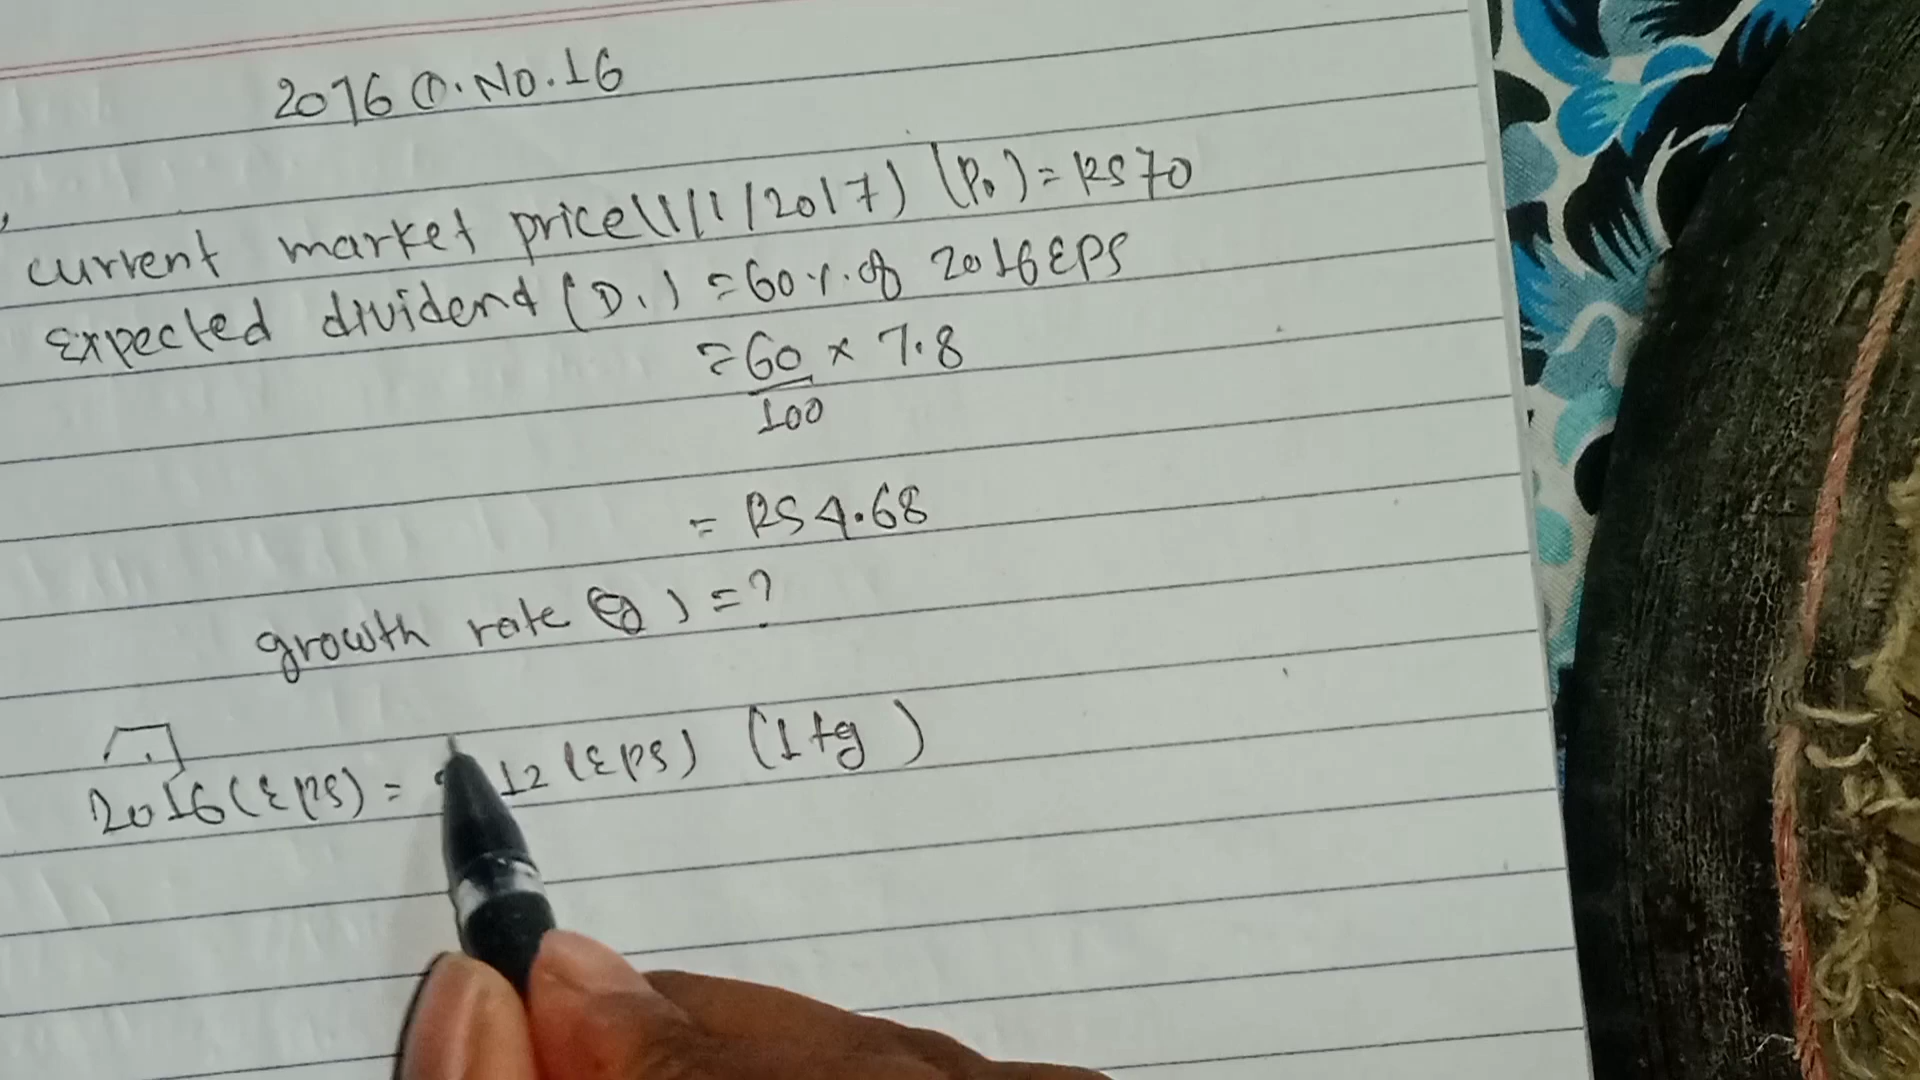 2076 Q.NO.16
current market price(1/1/2017) (P₀) = RS 70
Expected dividend (D₁) = 60%. of 2016 EPS
= 60 × 7.8
100
= RS 4.68
growth rate (g) = ?
2016 (EPS) = 12 (EPS) (1+g)